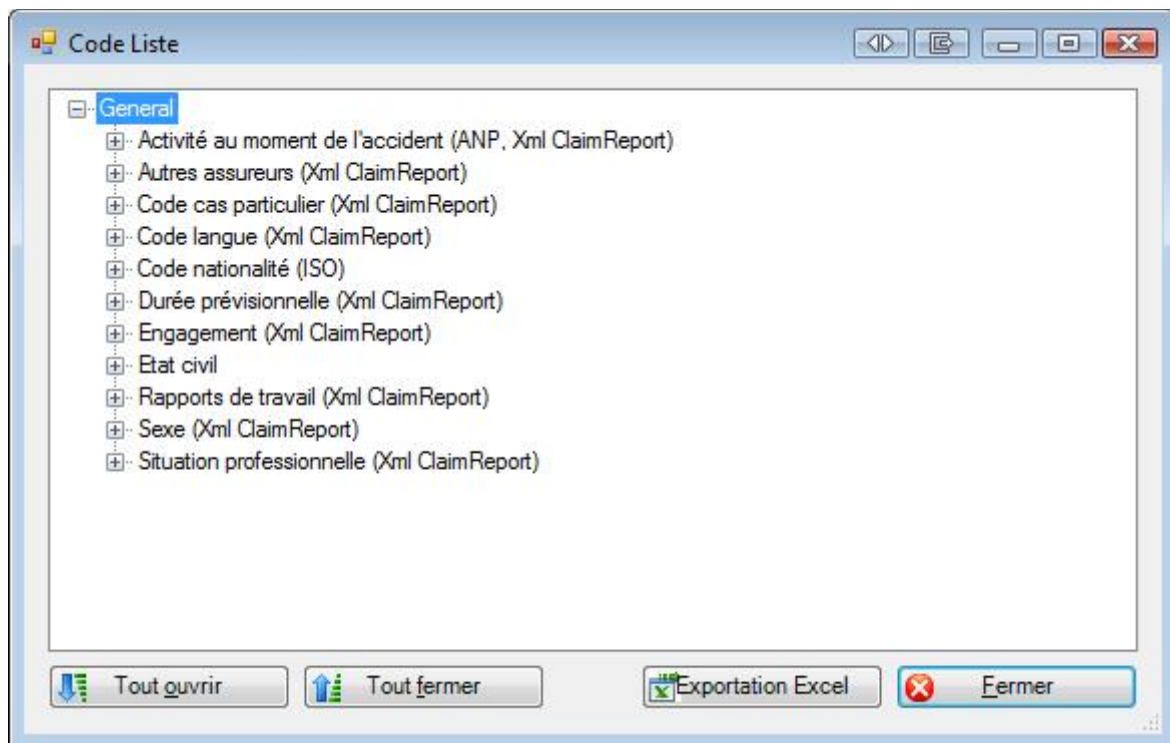 Code Liste
General
Activité au moment de l'accident (ANP, Xml ClaimReport)
Autres assureurs (Xml ClaimReport)
Code cas particulier (Xml ClaimReport)
Code langue (Xml ClaimReport)
Code nationalité (ISO)
Durée prévisionnelle (Xml ClaimReport)
Engagement (Xml ClaimReport)
Etat civil
Rapports de travail (Xml ClaimReport)
Sexe (Xml ClaimReport)
Situation professionnelle (Xml ClaimReport)
Tout ouvrir Tout fermer Exportation Excel Fermer